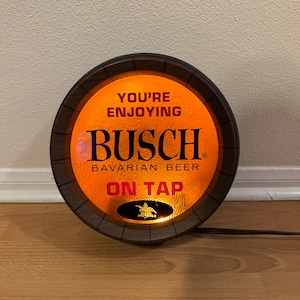 YOU'RE
ENJOYING
BUSCH®
BAVARIAN BEER
ON TAP